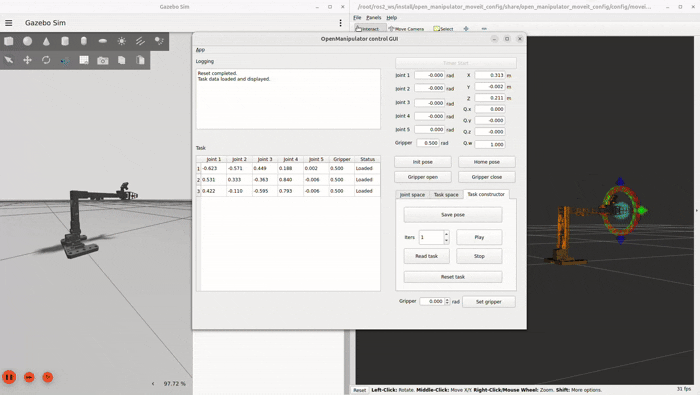 Gazebo Sim
/root/ros2_ws/install/open_manipulator_moveit_config/share/open_manipulator_moveit_config/config/movei...
Gazebo Sim
File Panels Help
Interact Move Camera Select
OpenManipulator control GUI
App
Logging
Reset completed.
Task data loaded and displayed.
Power Start
Joint 1 -0.000 rad X 0.313 m
Joint 2 -0.000 rad Y -0.002 m
Joint 3 -0.000 rad Z 0.211 m
Joint 4 -0.000 rad Q.x 0.000
Joint 5 0.000 rad Q.y -0.000
Gripper 0.500 rad Q.z -0.000
Q.w 1.000
Task
Joint 1 Joint 2 Joint 3 Joint 4 Joint 5 Gripper Status
1 -0.623 -0.571 0.449 0.188 0.002 0.500 Loaded
2 0.531 0.333 -0.363 0.840 -0.006 0.500 Loaded
3 0.422 -0.110 -0.595 0.793 -0.006 0.500 Loaded
Init pose Home pose
Gripper open Gripper close
Joint space Task space Task constructor
Save pose
Iters 1 Play
Read task Stop
Reset task
Gripper 0.000 rad Set gripper
97.72 %
Reset Left-Click: Rotate. Middle-Click: Move X/Y. Right-Click/Mouse Wheel: Zoom. Shift: More options. 31 fps